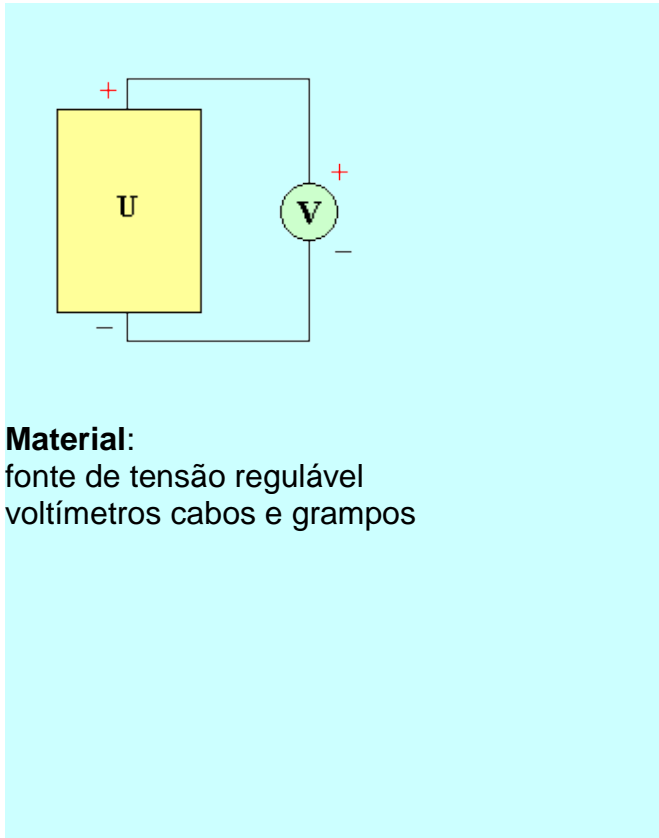 +
+
U
V
−
−
Material:
fonte de tensão regulável
voltímetros cabos e grampos